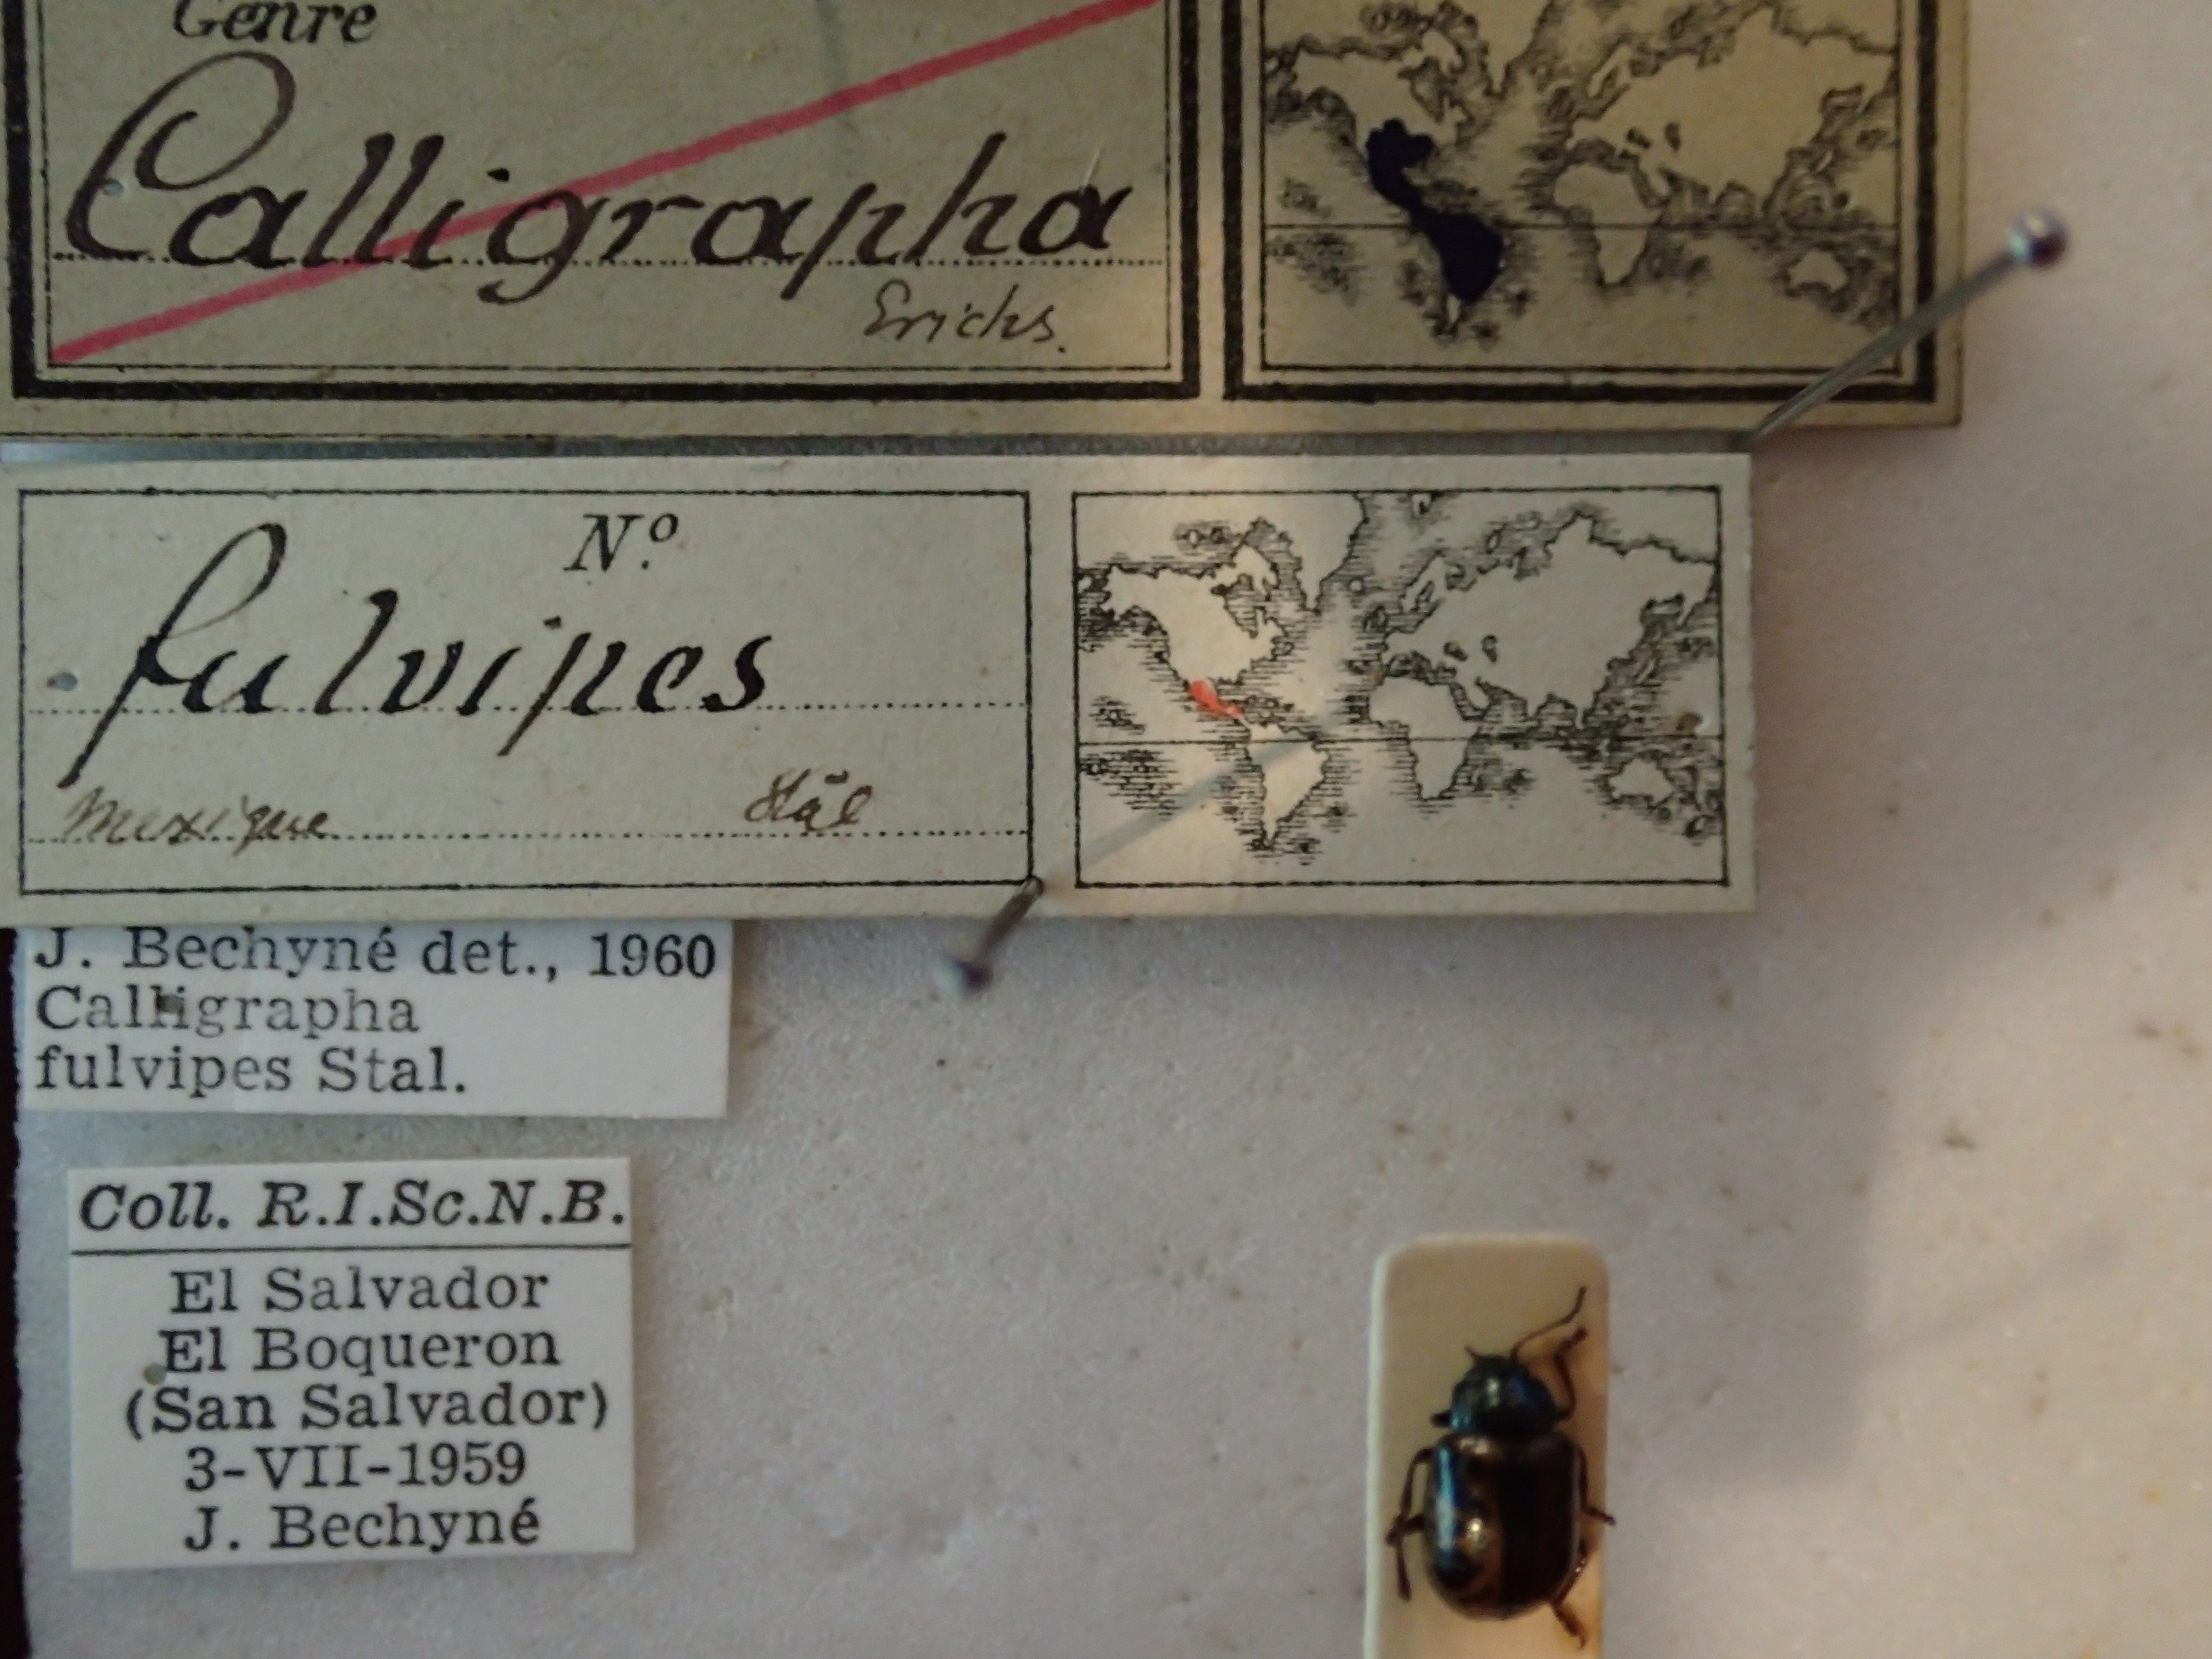 Genre
Calligrapha
Erichs.
Nº
fulvipes
Mexique Stål
J. Bechyné det., 1960
Calligrapha
fulvipes Stal.
Coll. R.I.Sc.N.B.
El Salvador
El Boqueron
(San Salvador)
3-VII-1959
J. Bechyné